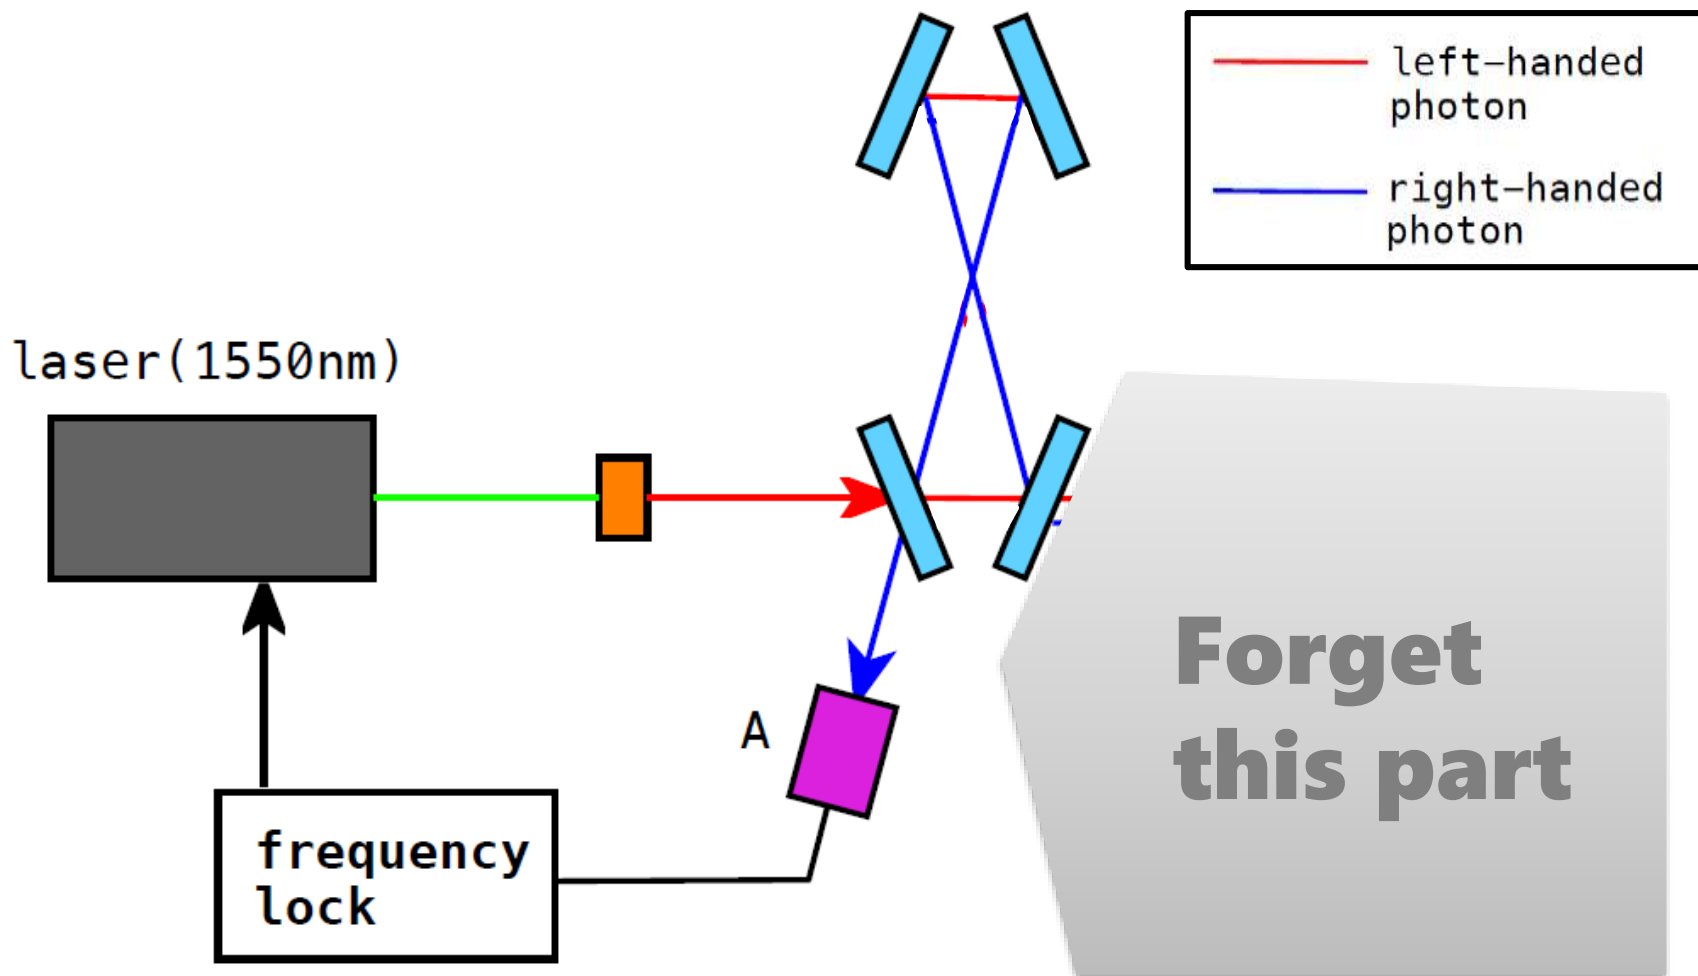 left-handed
photon
right-handed
photon
laser(1550nm)
A
Forget
this part
frequency
lock